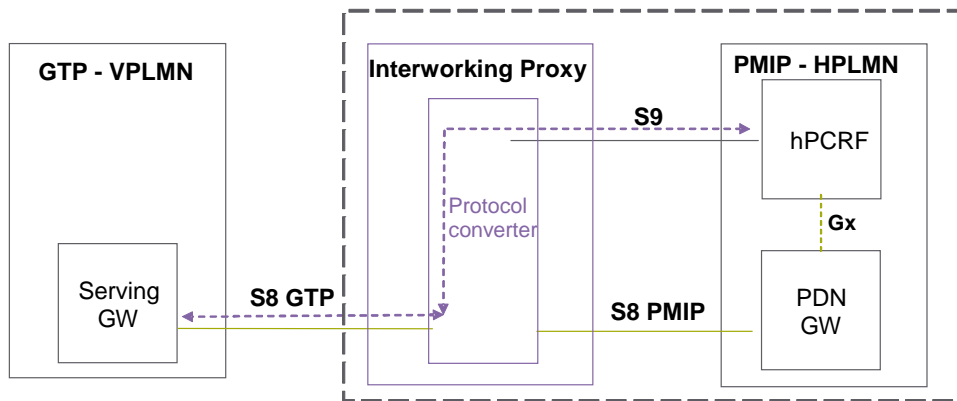 GTP - VPLMN
Interworking Proxy
PMIP - HPLMN
S9
hPCRF
Protocol
converter
Gx
Serving
GW
S8 GTP
S8 PMIP
PDN
GW